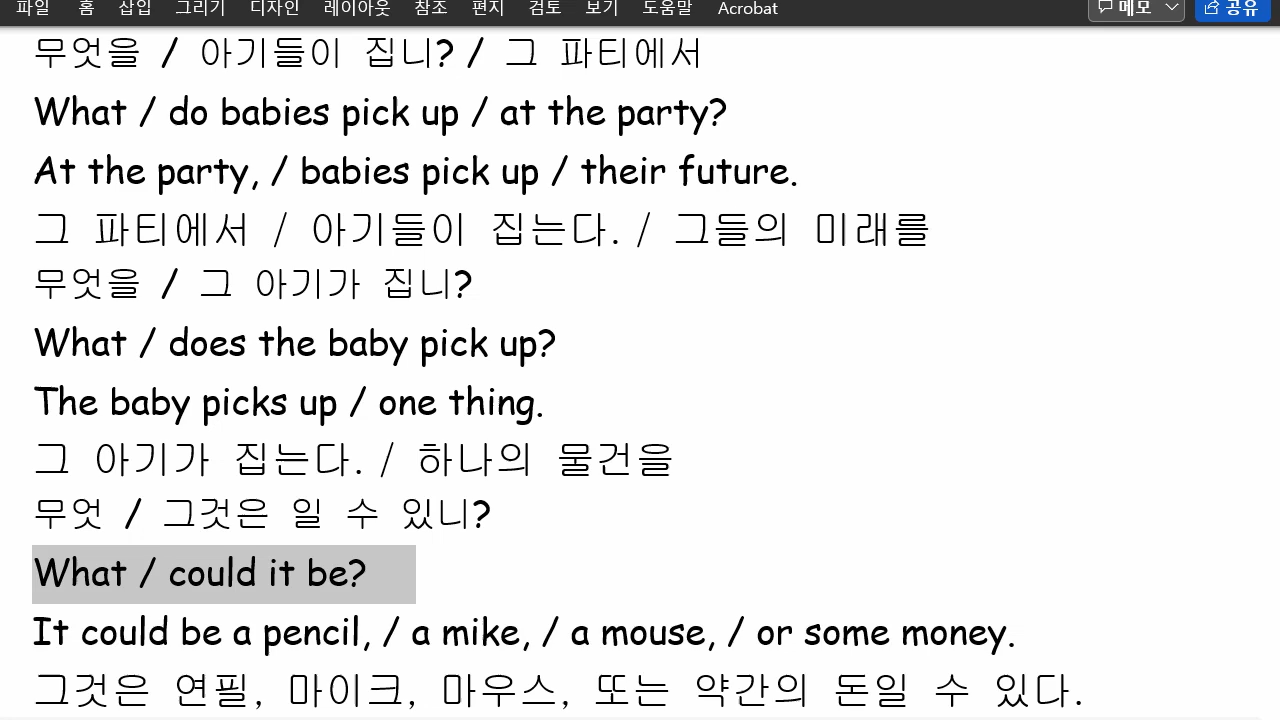 파일 홈 삽입 그리기 디자인 레이아웃 참조 편지 검토 보기 도움말 Acrobat 메모 공유
무엇을 / 아기들이 집니? / 그 파티에서
What / do babies pick up / at the party?
At the party, / babies pick up / their future.
그 파티에서 / 아기들이 집는다. / 그들의 미래를
무엇을 / 그 아기가 집니?
What / does the baby pick up?
The baby picks up / one thing.
그 아기가 집는다. / 하나의 물건을
무엇 / 그것은 일 수 있니?
What / could it be?
It could be a pencil, / a mike, / a mouse, / or some money.
그것은 연필, 마이크, 마우스, 또는 약간의 돈일 수 있다.